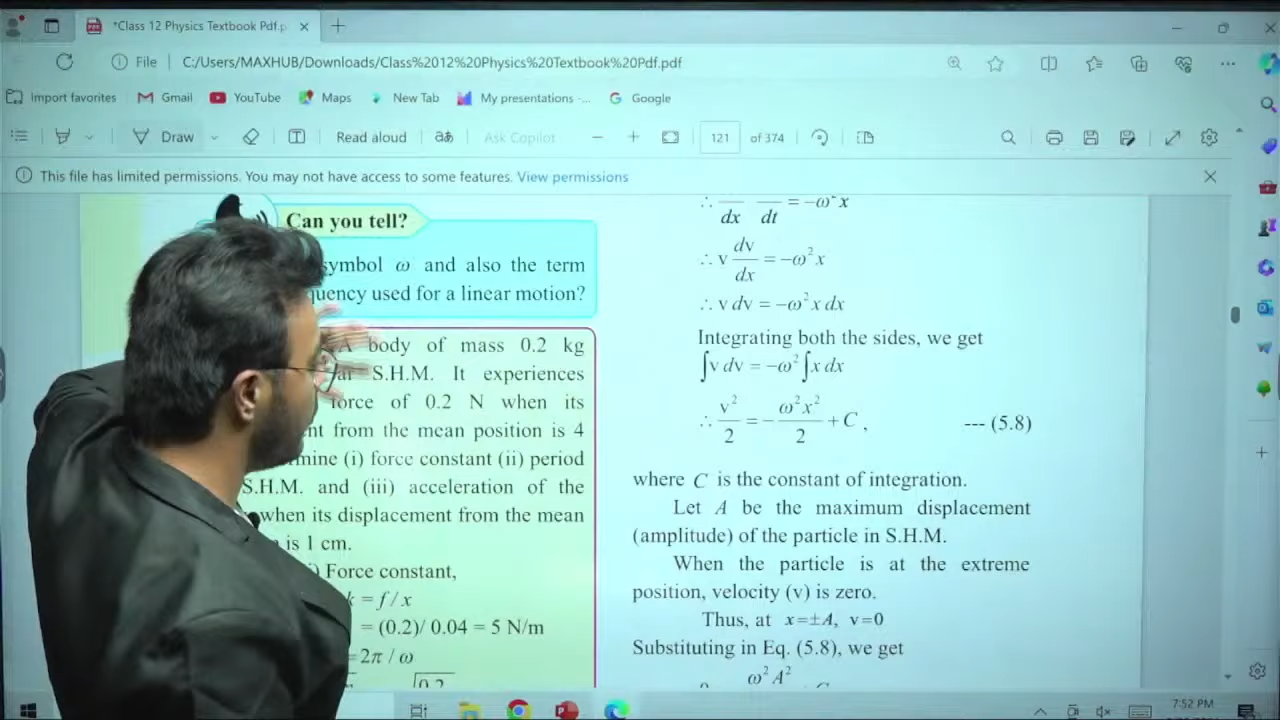 *Class 12 Physics Textbook Pdf.p
File
C:/Users/MAXHUB/Downloads/Class%2012%20Physics%20Textbook%20Pdf.pdf
Import favorites
Gmail
YouTube
Maps
New Tab
My presentations -...
Google
Draw
Read aloud
Ask Copilot
121 of 374
This file has limited permissions. You may not have access to some features. View permissions
Can you tell?
symbol ω and also the term
used for a linear motion?
A body of mass 0.2 kg
S.H.M. It experiences
force of 0.2 N when its
from the mean position is 4
(i) force constant (ii) period
S.H.M. and (iii) acceleration of the
when its displacement from the mean
is 1 cm.
Force constant,
k = f / x
= (0.2)/ 0.04 = 5 N/m
= 2π / ω
∴ dx dt = −ω² x
∴ v dv/dx = −ω² x
∴ v dv = −ω² x dx
Integrating both the sides, we get
∫v dv = −ω² ∫x dx
∴ v²/2 = − ω²x²/2 + C , --- (5.8)
where C is the constant of integration.
Let A be the maximum displacement
(amplitude) of the particle in S.H.M.
When the particle is at the extreme
position, velocity (v) is zero.
Thus, at x=±A, v=0
Substituting in Eq. (5.8), we get
ω² A²
7:52 PM